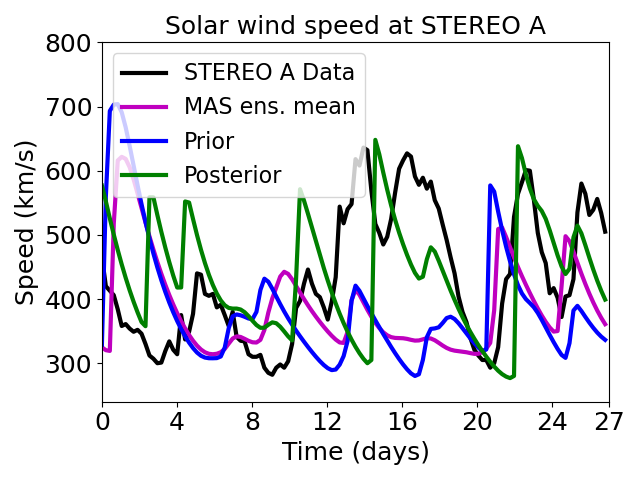 Solar wind speed at STEREO A
800
700
600
500
400
300
Speed (km/s)
STEREO A Data
MAS ens. mean
Prior
Posterior
0 4 8 12 16 20 24 27
Time (days)